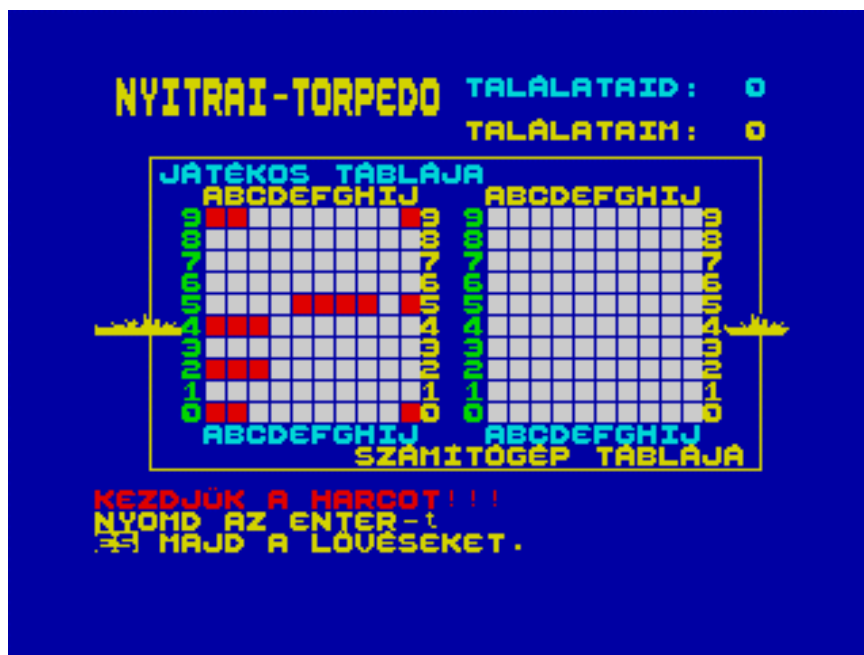 NYITRAI-TORPEDO
TALÁLATAID: 0
TALÁLATAIM: 0
JÁTÉKOS TÁBLÁJA
ABCDEFGHIJ ABCDEFGHIJ
9 9 9 9
8 8 8 8
7 7 7 7
6 6 6 6
5 5 5 5
4 4 4 4
3 3 3 3
2 2 2 2
1 1 1 1
0 0 0 0
ABCDEFGHIJ ABCDEFGHIJ
SZÁMÍTÓGÉP TÁBLÁJA
KEZDJÜK A HARCOT!!!
NYOMD AZ ENTER-t
MAJD A LÖVÉSEKET.